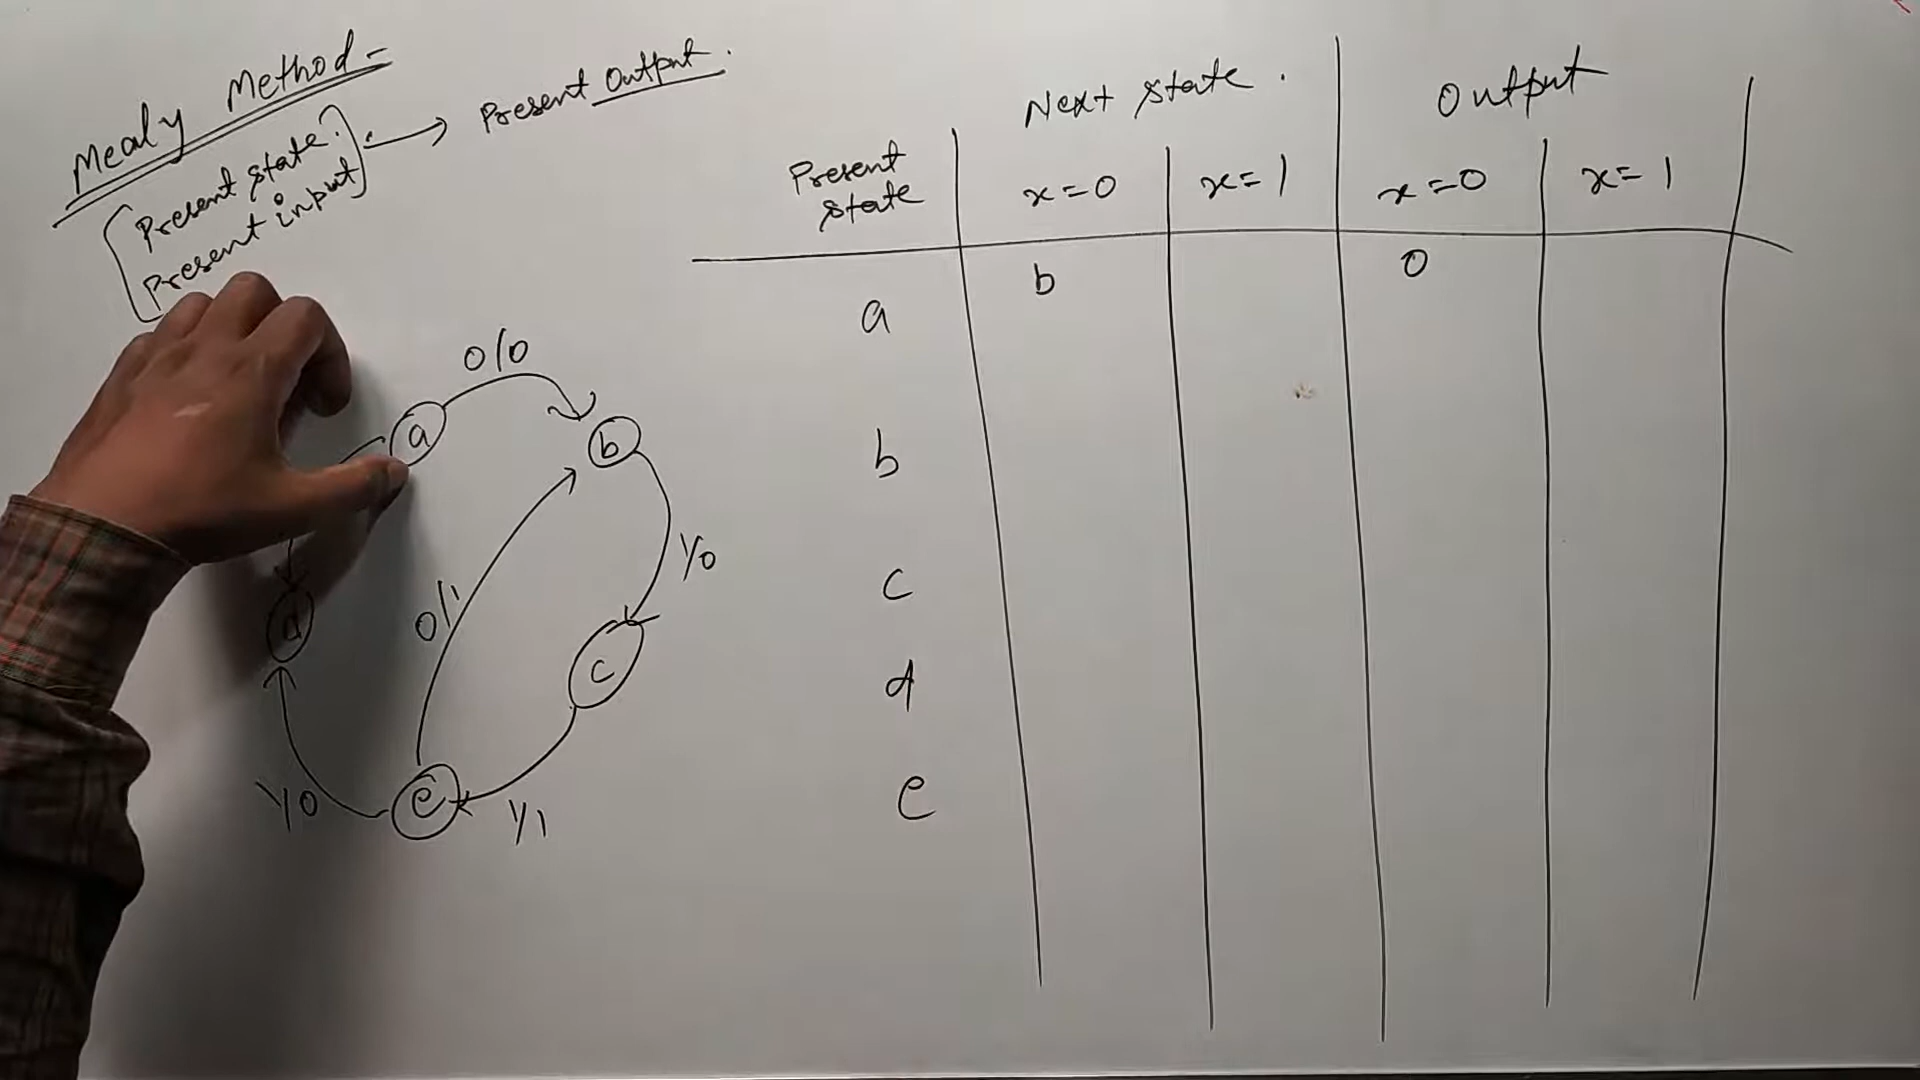 Mealy Method -
Present state.
Present input
Present Output.
0/0
a
b
1/0
0/1
d
c
1/0
e
1/1
Next state.
Output
Present
state
x=0
x=1
x=0
x=1
a
b
0
b
c
d
e